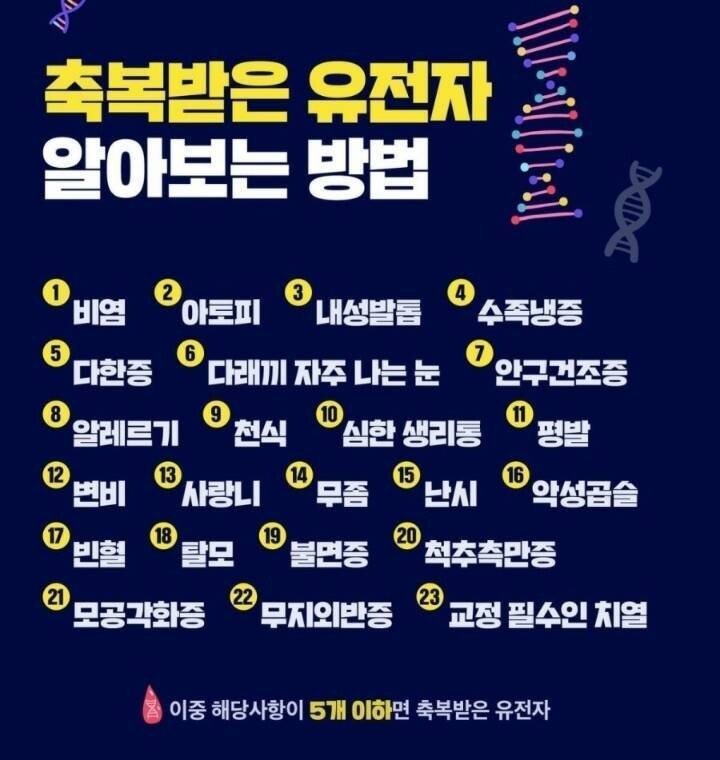 축복받은 유전자
알아보는 방법
1 비염 2 아토피 3 내성발톱 4 수족냉증
5 다한증 6 다래끼 자주 나는 눈 7 안구건조증
8 알레르기 9 천식 10 심한 생리통 11 평발
12 변비 13 사랑니 14 무좀 15 난시 16 악성곱슬
17 빈혈 18 탈모 19 불면증 20 척추측만증
21 모공각화증 22 무지외반증 23 교정 필수인 치열
이중 해당사항이 5개 이하면 축복받은 유전자